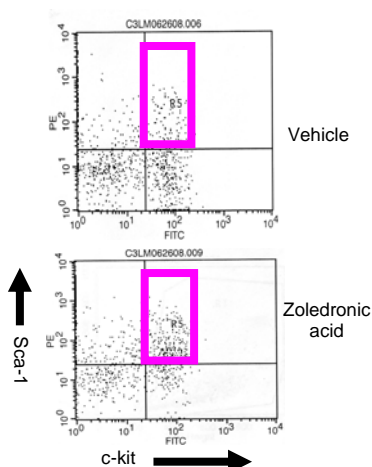 C3LM062608.006
10⁴
10³
10²
10¹
10⁰
PE
R5
10⁰ 10¹ 10² 10³ 10⁴
FITC
Vehicle
C3LM062608.009
10⁴
10³
10²
10¹
10⁰
PE
R5
10⁰ 10¹ 10² 10³ 10⁴
FITC
Zoledronic
acid
Sca-1
c-kit